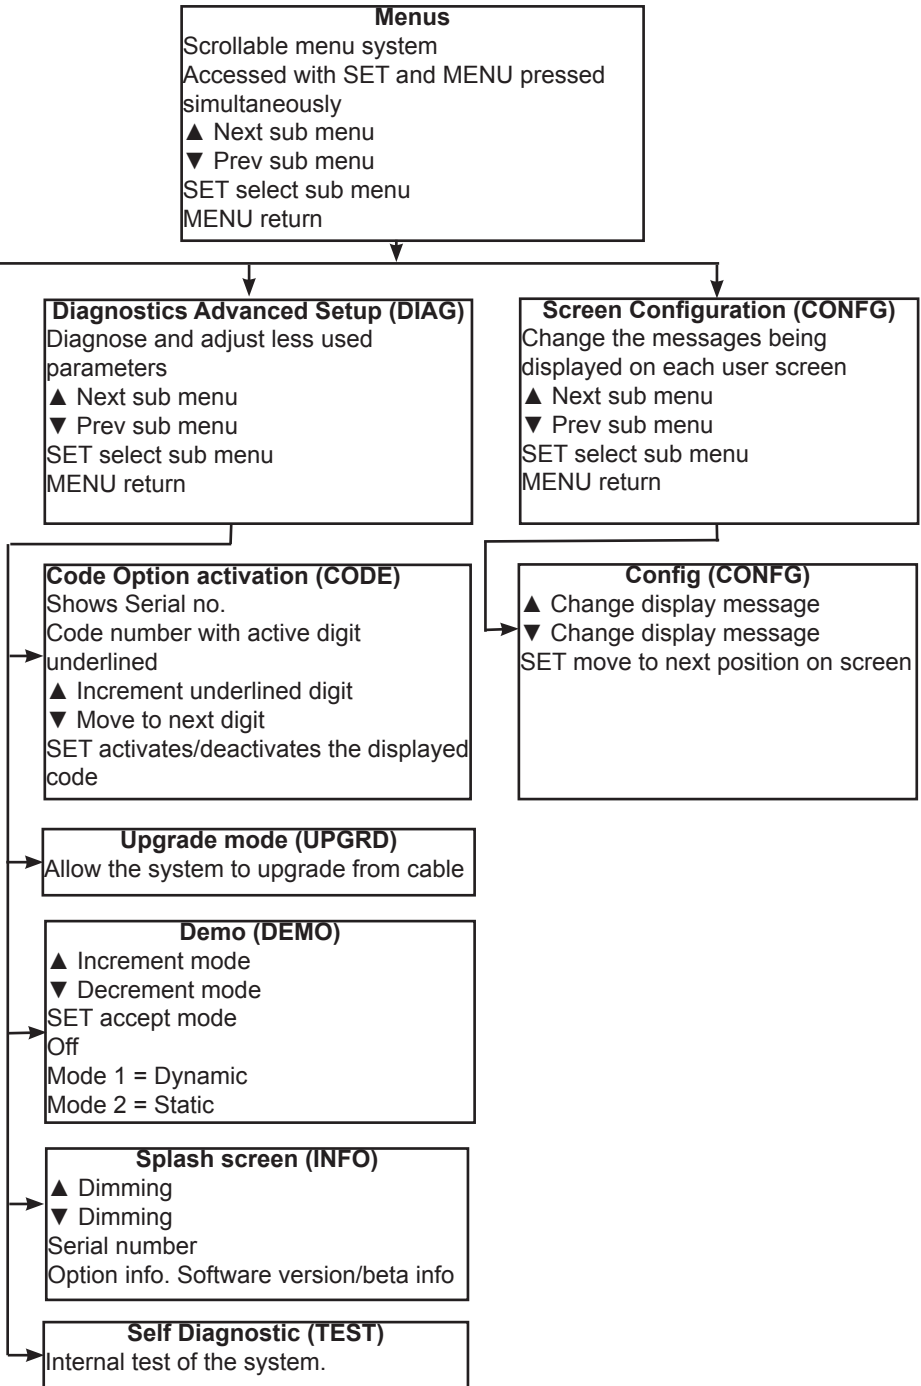 Menus
Scrollable menu system
Accessed with SET and MENU pressed
simultaneously
▲ Next sub menu
▼ Prev sub menu
SET select sub menu
MENU return
Diagnostics Advanced Setup (DIAG)
Diagnose and adjust less used
parameters
▲ Next sub menu
▼ Prev sub menu
SET select sub menu
MENU return
Screen Configuration (CONFG)
Change the messages being
displayed on each user screen
▲ Next sub menu
▼ Prev sub menu
SET select sub menu
MENU return
Code Option activation (CODE)
Shows Serial no.
Code number with active digit
underlined
▲ Increment underlined digit
▼ Move to next digit
SET activates/deactivates the displayed
code
Config (CONFG)
▲ Change display message
▼ Change display message
SET move to next position on screen
Upgrade mode (UPGRD)
Allow the system to upgrade from cable
Demo (DEMO)
▲ Increment mode
▼ Decrement mode
SET accept mode
Off
Mode 1 = Dynamic
Mode 2 = Static
Splash screen (INFO)
▲ Dimming
▼ Dimming
Serial number
Option info. Software version/beta info
Self Diagnostic (TEST)
Internal test of the system.